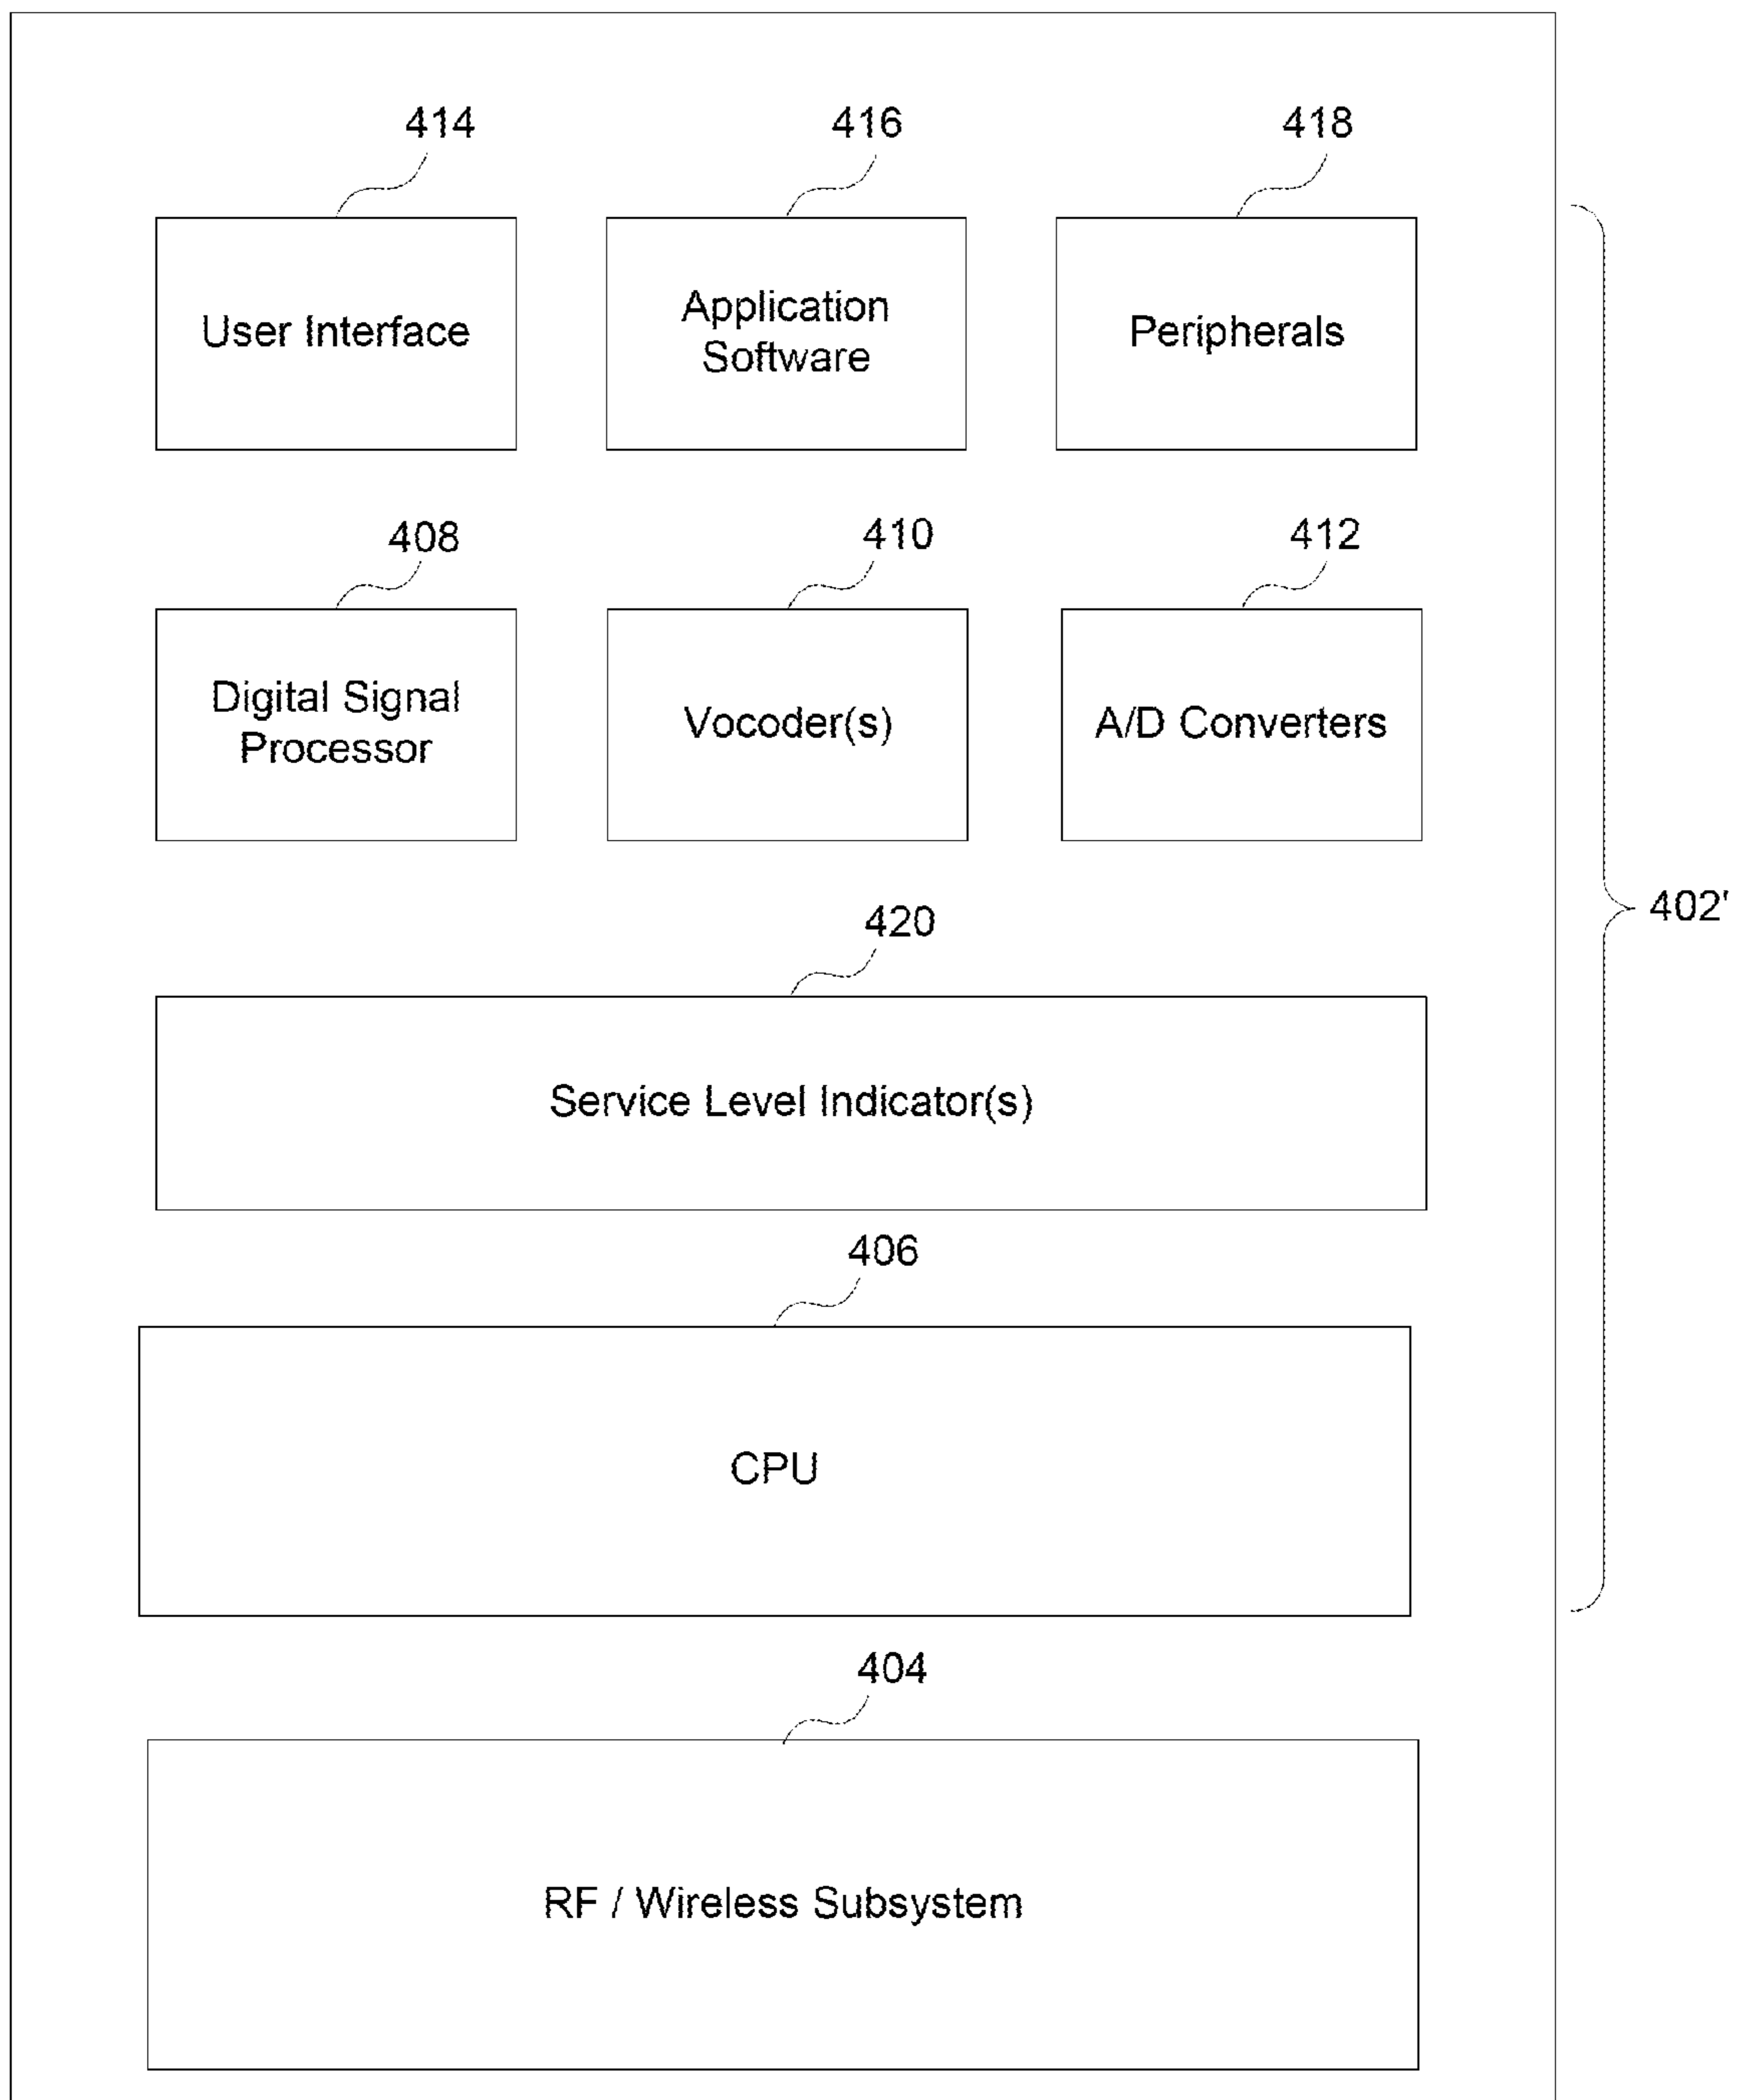 414
416
418
User Interface
Application
Software
Peripherals
408
410
412
Digital Signal
Processor
Vocoder(s)
A/D Converters
402'
420
Service Level Indicator(s)
406
CPU
404
RF / Wireless Subsystem